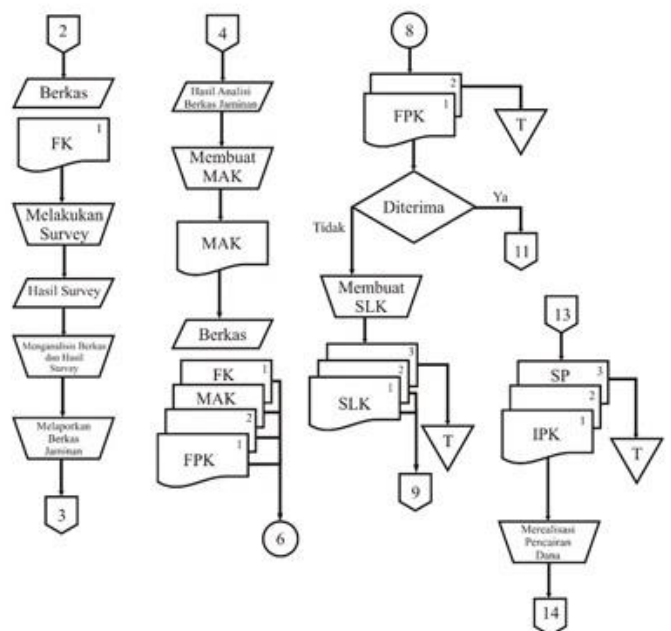 2
Berkas
1
FK
Melakukan
Survey
Hasil Survey
Menganalisis Berkas
dan Hasil
Survey
Melaporkan
Berkas
Jaminan
3
4
Hasil Analisi
Berkas Jaminan
Membuat
MAK
MAK
Berkas
FK
1
MAK
2
1
FPK
6
8
2
1
FPK
T
Diterima
Ya
Tidak
11
Membuat
SLK
3
2
1
SLK
T
9
13
SP
3
2
1
IPK
T
Merealisasi
Pencairan
Dana
14